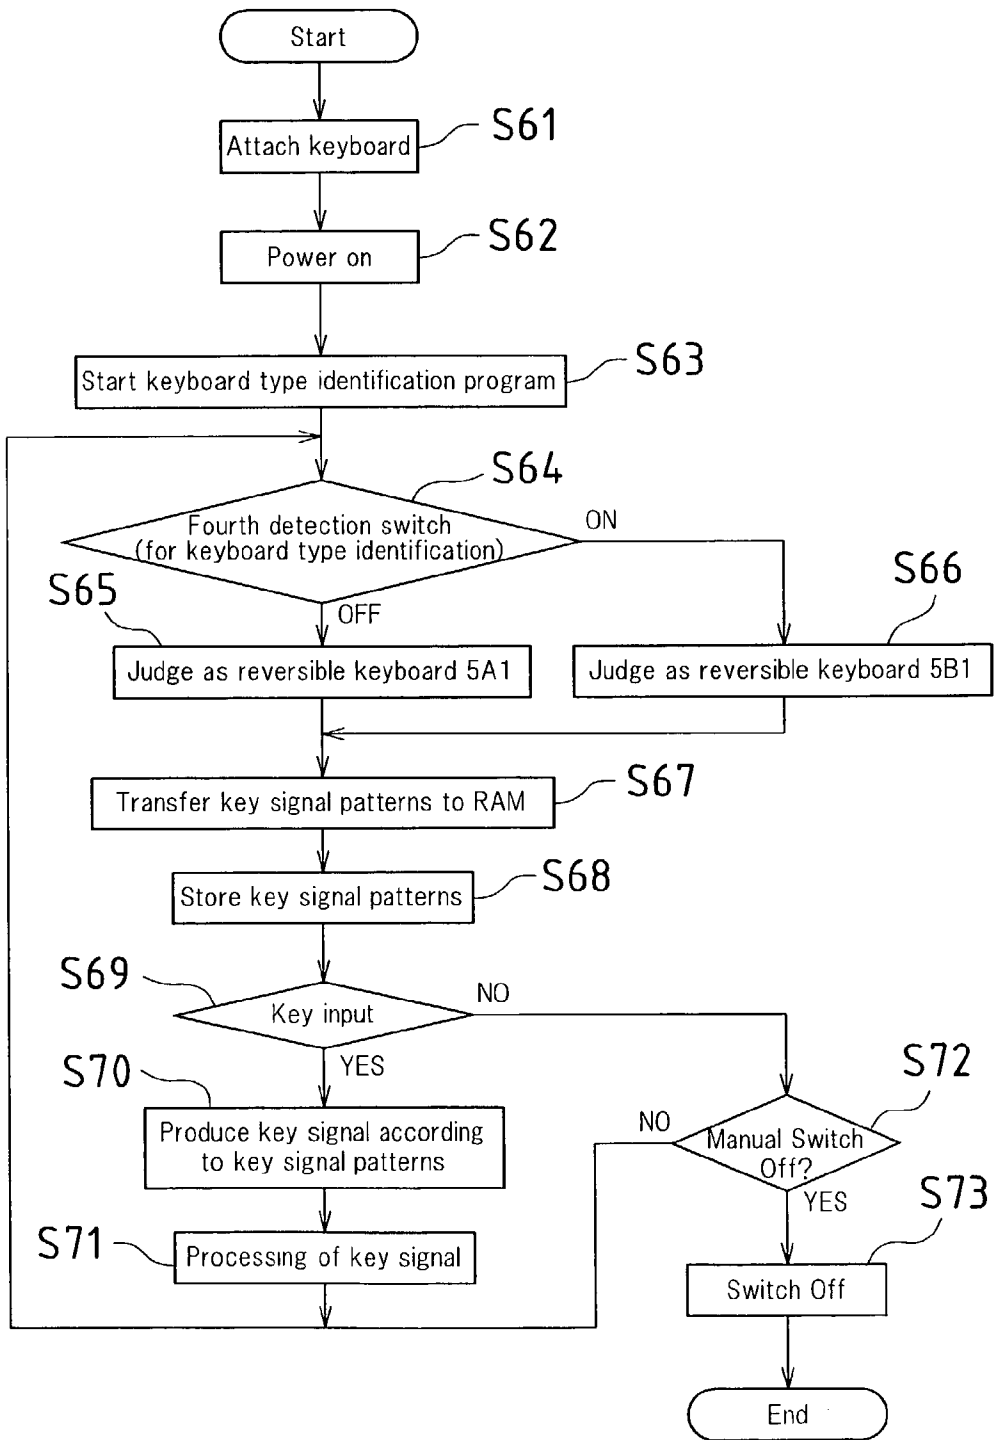 Start
S61
Attach keyboard
S62
Power on
S63
Start keyboard type identification program
S64
Fourth detection switch
(for keyboard type identification)
ON
OFF
S65
S66
Judge as reversible keyboard 5A1
Judge as reversible keyboard 5B1
S67
Transfer key signal patterns to RAM
S68
Store key signal patterns
S69
Key input
NO
YES
S70
Produce key signal according
to key signal patterns
S72
NO
Manual Switch
Off?
YES
S71
Processing of key signal
S73
Switch Off
End